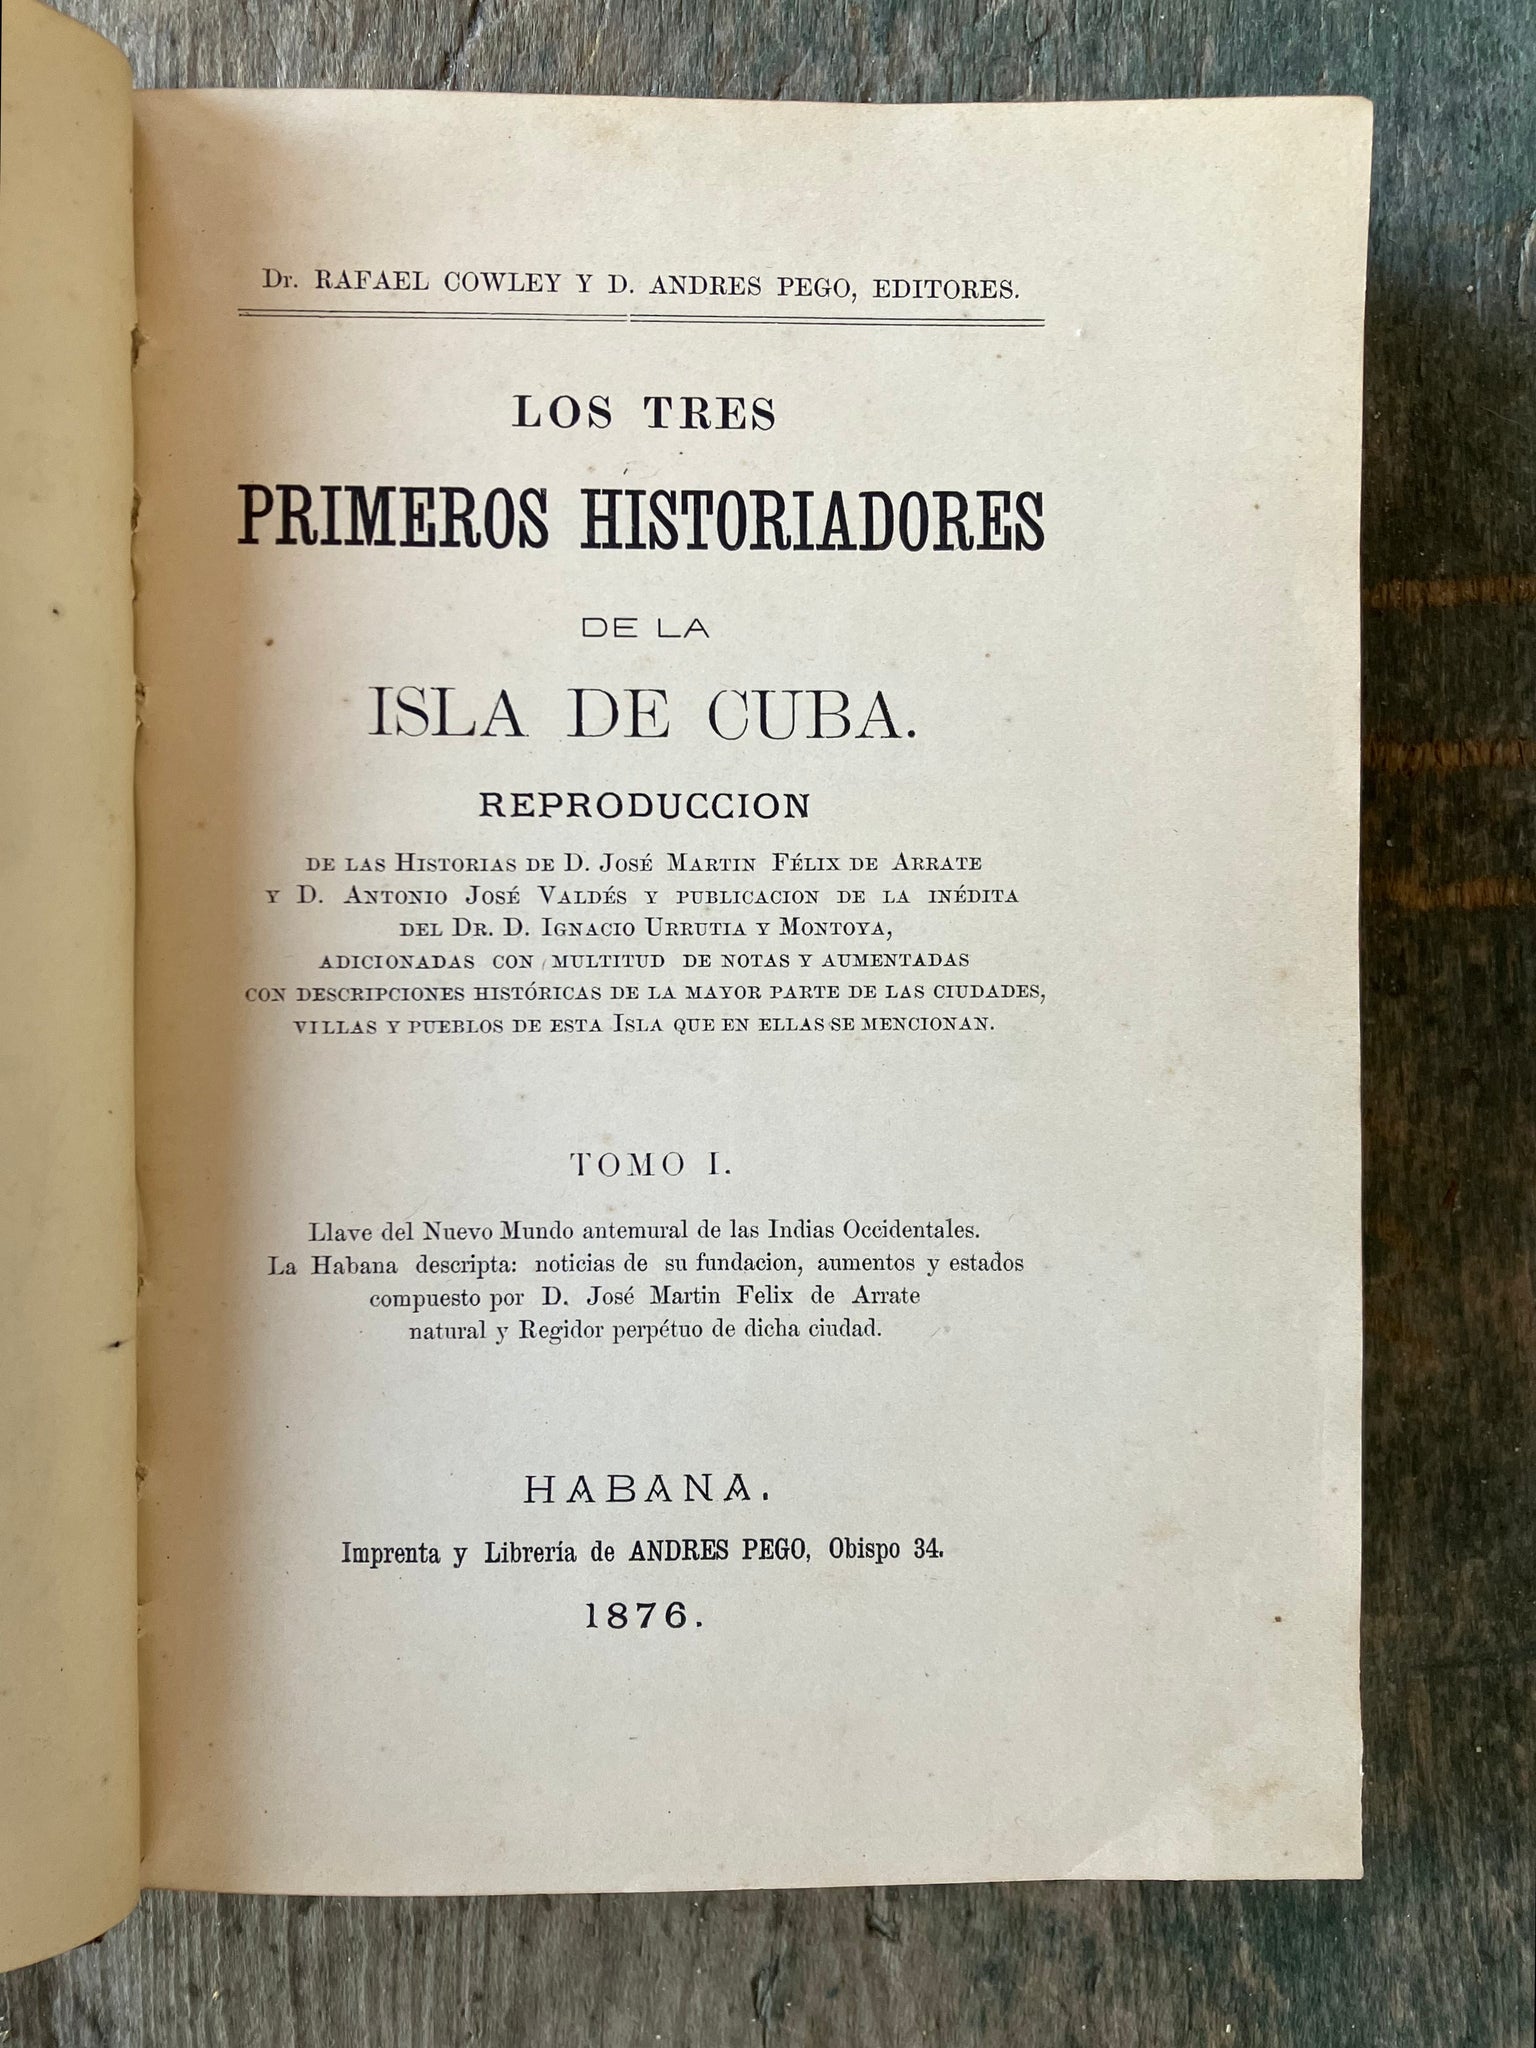 Dr. RAFAEL COWLEY Y D. ANDRES PEGO, EDITORES.
LOS TRES
PRIMEROS HISTORIADORES
DE LA
ISLA DE CUBA.
REPRODUCCION
DE LAS HISTORIAS DE D. JOSÉ MARTIN FÉLIX DE ARRATE
Y D. ANTONIO JOSÉ VALDÉS Y PUBLICACION DE LA INÉDITA
DEL DR. D. IGNACIO URRUTIA Y MONTOYA,
ADICIONADAS CON MULTITUD DE NOTAS Y AUMENTADAS
CON DESCRIPCIONES HISTÓRICAS DE LA MAYOR PARTE DE LAS CIUDADES,
VILLAS Y PUEBLOS DE ESTA ISLA QUE EN ELLAS SE MENCIONAN.
TOMO I.
Llave del Nuevo Mundo antemural de las Indias Occidentales.
La Habana descripta: noticias de su fundacion, aumentos y estados
compuesto por D. José Martin Felix de Arrate
natural y Regidor perpétuo de dicha ciudad.
HABANA.
Imprenta y Librería de ANDRES PEGO, Obispo 34.
1876.